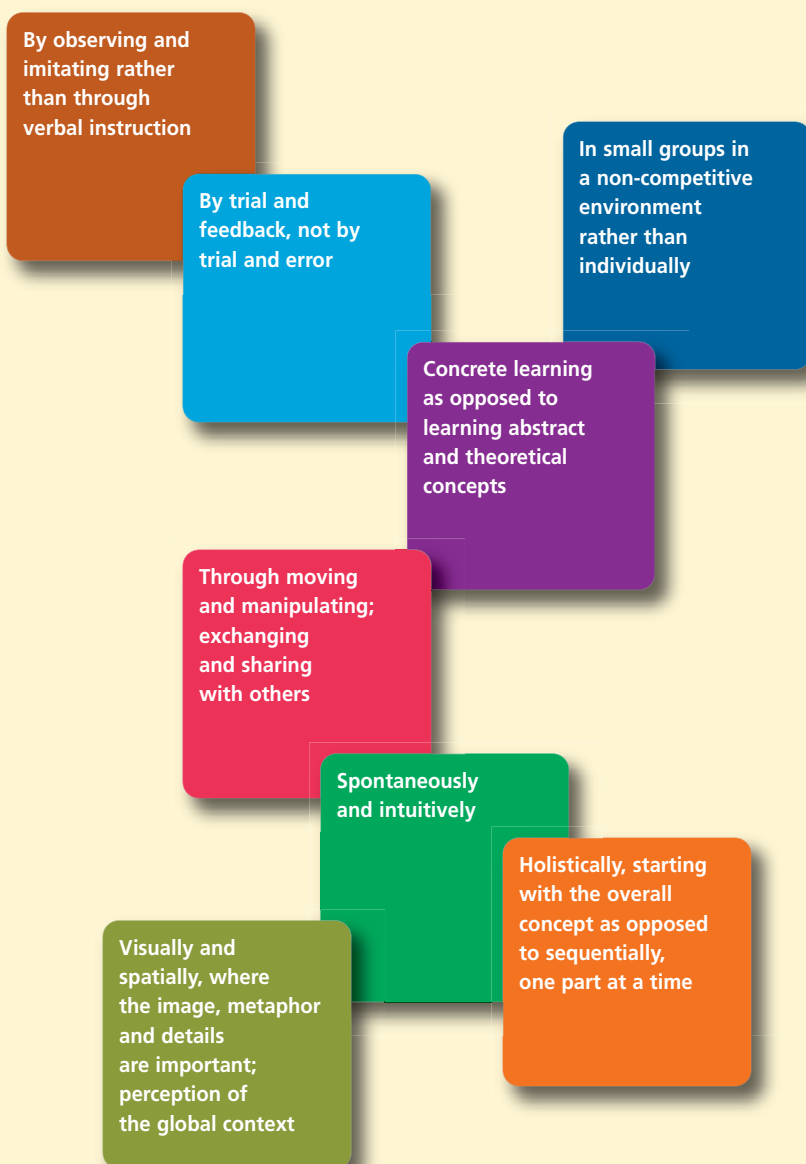 By observing and
imitating rather
than through
verbal instruction
By trial and
feedback, not by
trial and error
In small groups in
a non-competitive
environment
rather than
individually
Concrete learning
as opposed to
learning abstract
and theoretical
concepts
Through moving
and manipulating;
exchanging
and sharing
with others
Spontaneously
and intuitively
Holistically, starting
with the overall
concept as opposed
to sequentially,
one part at a time
Visually and
spatially, where
the image, metaphor
and details
are important;
perception of
the global context